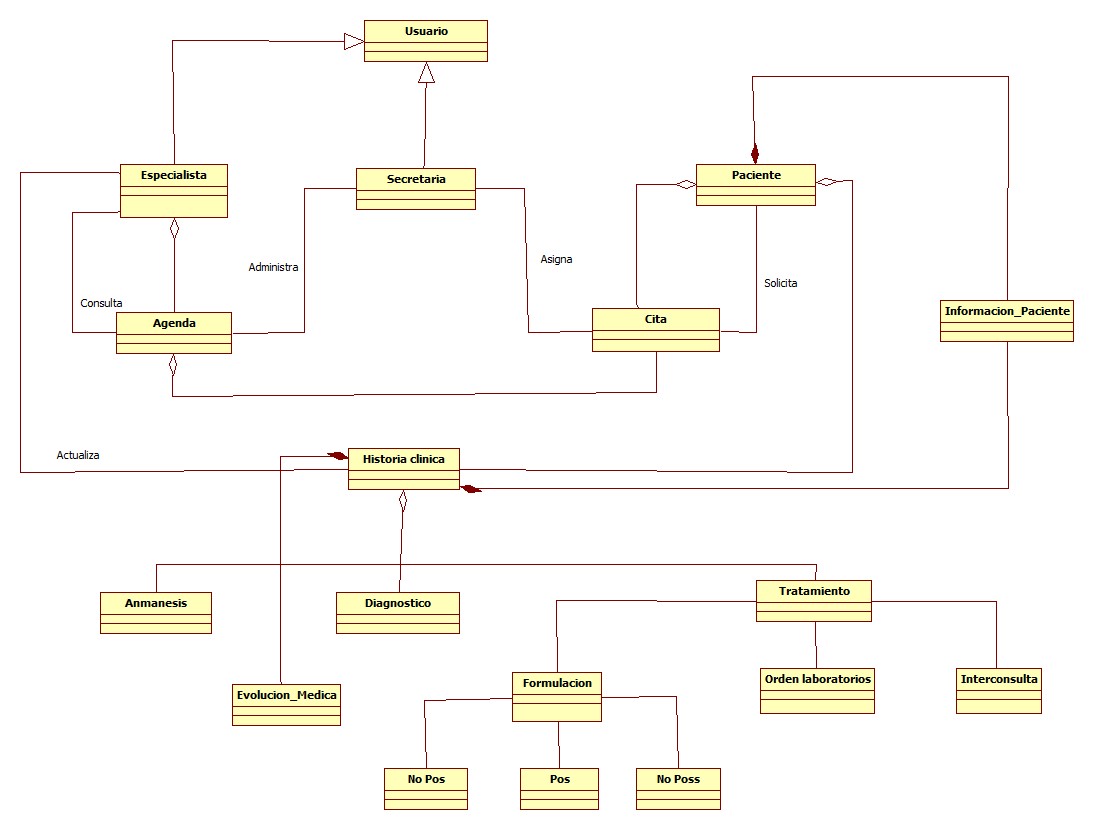 Usuario
Especialista
Secretaria
Paciente
Administra
Asigna
Solicita
Consulta
Agenda
Cita
Informacion_Paciente
Actualiza
Historia clinica
Anmanesis
Diagnostico
Tratamiento
Evolucion_Medica
Formulacion
Orden laboratorios
Interconsulta
No Pos
Pos
No Poss